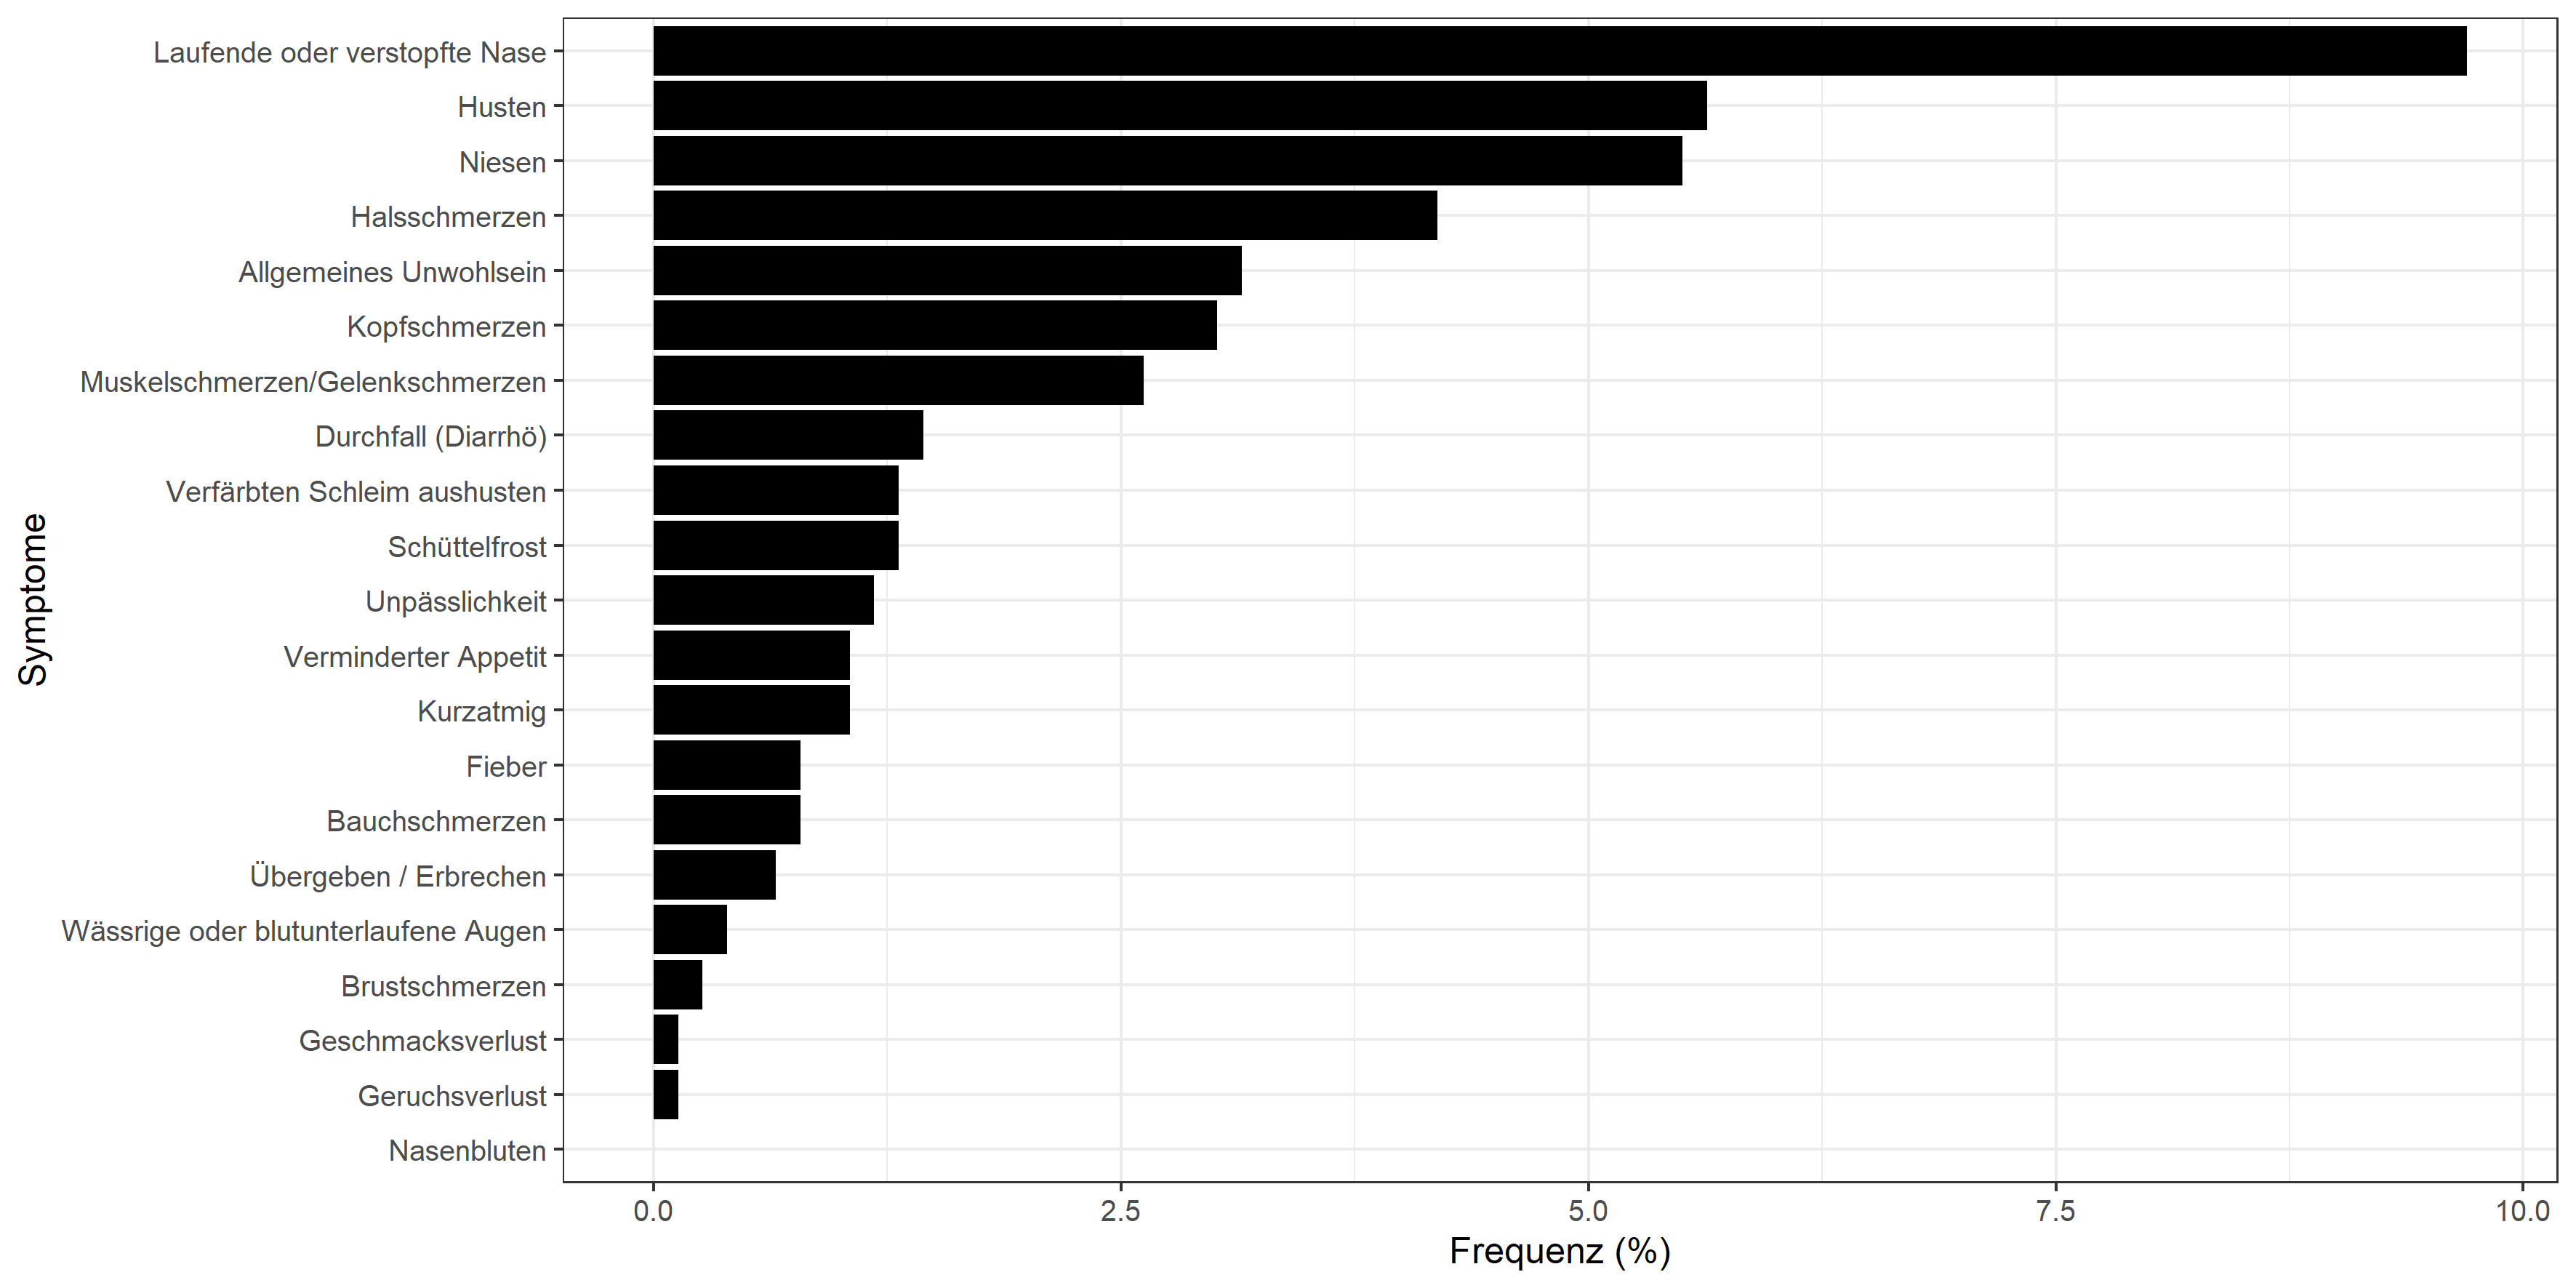 Laufende oder verstopfte Nase
Husten
Niesen
Halsschmerzen
Allgemeines Unwohlsein
Kopfschmerzen
Muskelschmerzen/Gelenkschmerzen
Durchfall (Diarrhö)
Verfärbten Schleim aushusten
Schüttelfrost
Unpässlichkeit
Verminderter Appetit
Kurzatmig
Fieber
Bauchschmerzen
Übergeben / Erbrechen
Wässrige oder blutunterlaufene Augen
Brustschmerzen
Geschmacksverlust
Geruchsverlust
Nasenbluten
Symptome
0.0 2.5 5.0 7.5 10.0
Frequenz (%)